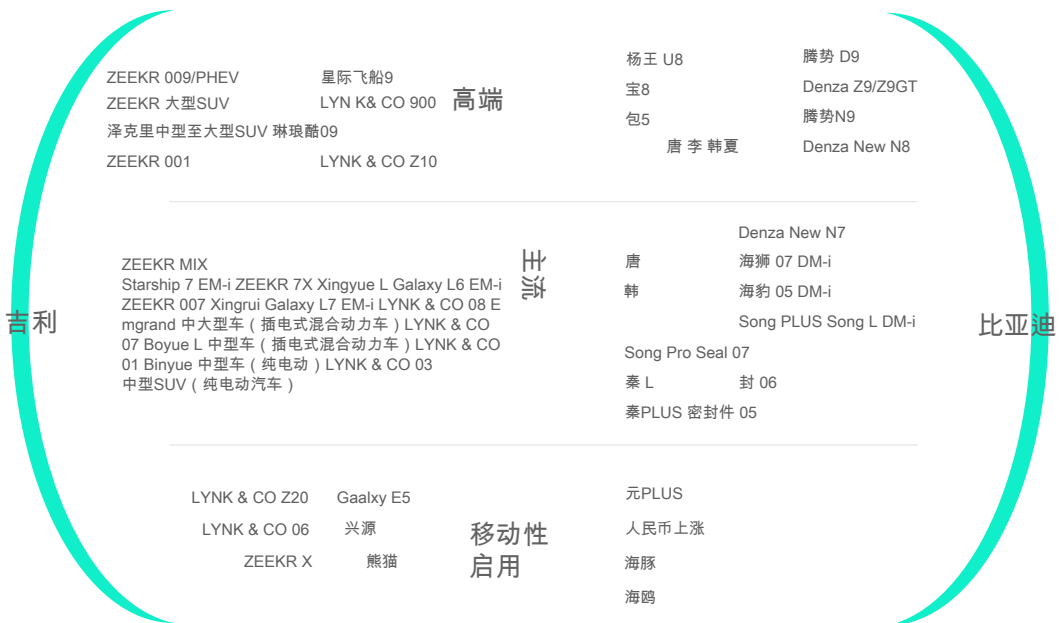 ZEEKR 009/PHEV 星际飞船9
ZEEKR 大型SUV LYN K& CO 900
泽克里中型至大型SUV 琳琅酷09
ZEEKR 001 LYNK & CO Z10
高端
杨王 U8 腾势 D9
宝8 Denza Z9/Z9GT
包5 腾势N9
唐 李 韩夏 Denza New N8
吉利
ZEEKR MIX
Starship 7 EM-i ZEEKR 7X Xingyue L Galaxy L6 EM-i
ZEEKR 007 Xingrui Galaxy L7 EM-i LYNK & CO 08 E
mgrand 中大型车（插电式混合动力车）LYNK & CO
07 Boyue L 中型车（插电式混合动力车）LYNK & CO
01 Binyue 中型车（纯电动）LYNK & CO 03
中型SUV（纯电动汽车）
主流
Denza New N7
唐 海狮 07 DM-i
韩 海豹 05 DM-i
Song PLUS Song L DM-i
Song Pro Seal 07
秦 L 封 06
秦PLUS 密封件 05
比亚迪
LYNK & CO Z20 Gaalxy E5
LYNK & CO 06 兴源
ZEEKR X 熊猫
移动性
启用
元PLUS
人民币上涨
海豚
海鸥